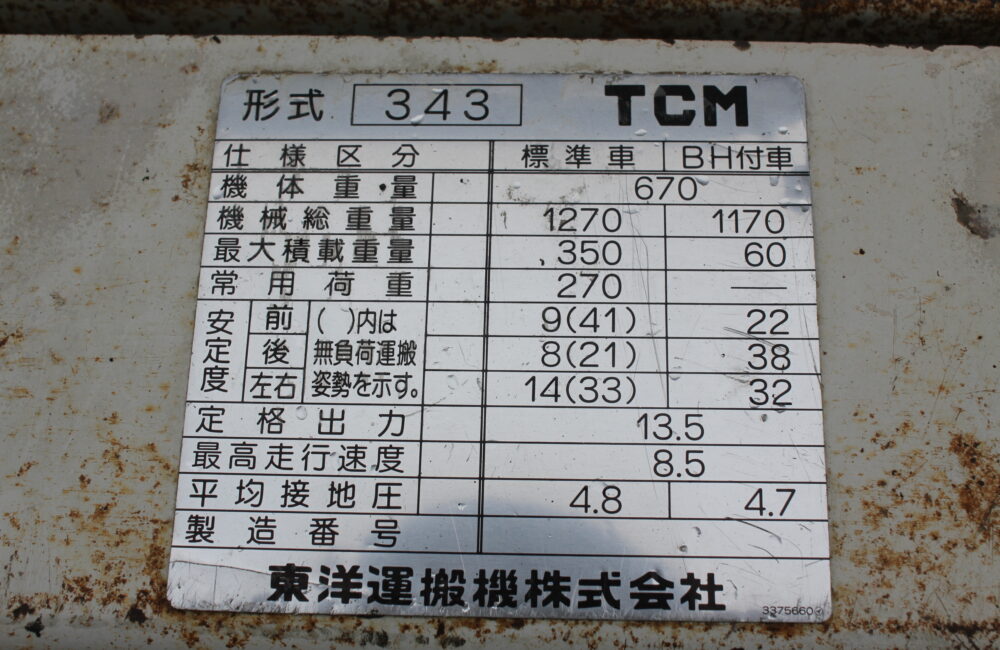 形式 343 TCM
仕様区分 標準車 BH付車
機体重量 670
機械総重量 1270 1170
最大積載重量 350 60
常用荷重 270 —
安定度 前 ( )内は 9(41) 22
後 無負荷運搬 8(21) 38
左右 姿勢を示す。 14(33) 32
定格出力 13.5
最高走行速度 8.5
平均接地圧 4.8 4.7
製造番号
東洋運搬機株式会社
3375660